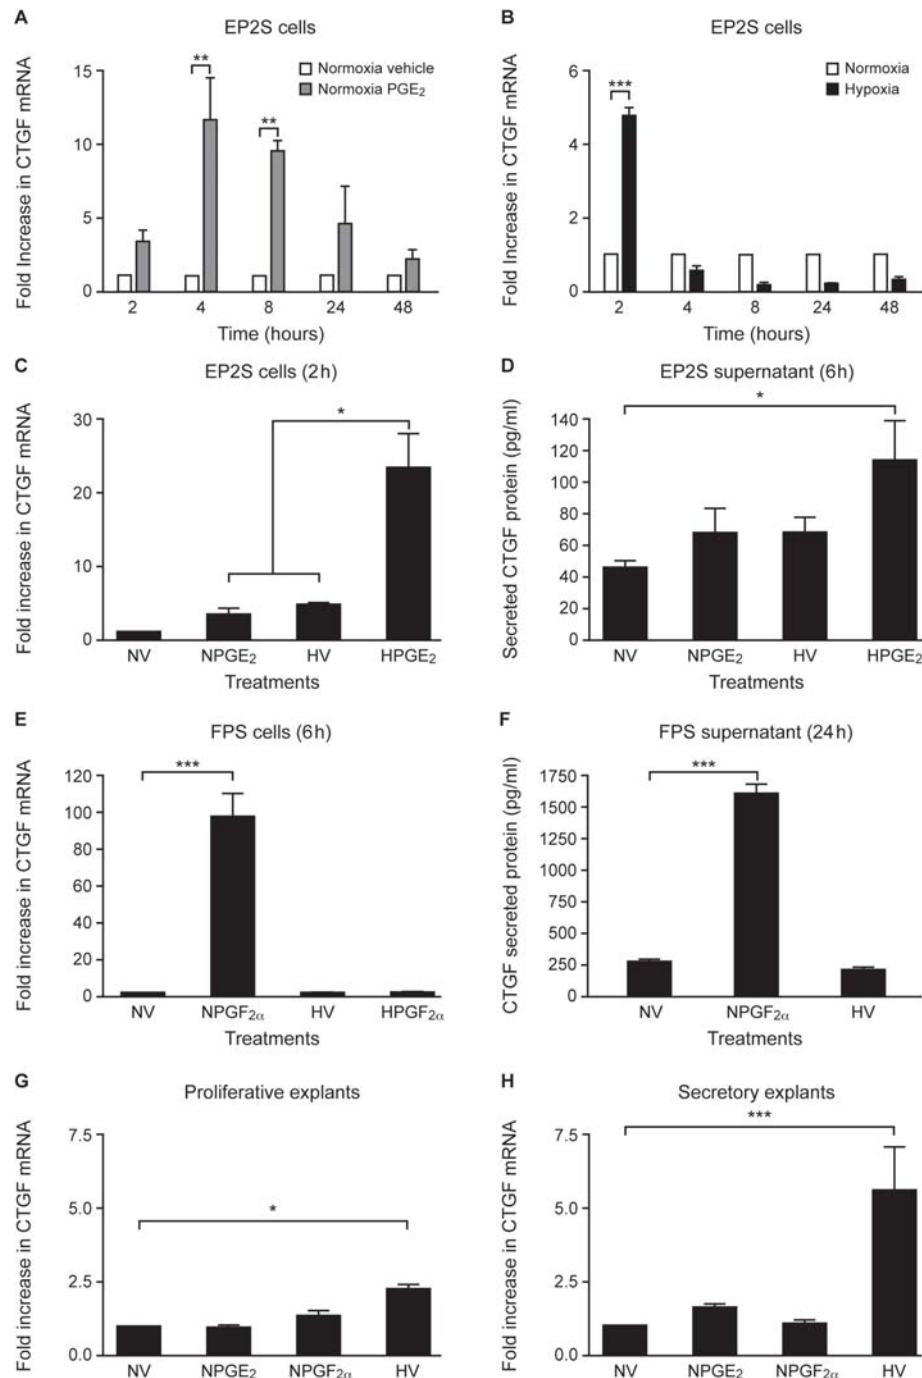 A
EP2S cells
Fold Increase in CTGF mRNA
15
10
5
0
**
**
Normoxia vehicle
Normoxia PGE₂
2 4 8 24 48
Time (hours)
B
EP2S cells
Fold Increase in CTGF mRNA
6
4
2
0
***
Normoxia
Hypoxia
2 4 8 24 48
Time (hours)
C
EP2S cells (2h)
Fold increase in CTGF mRNA
30
20
10
0
*
NV NPGE₂ HV HPGE₂
Treatments
D
EP2S supernatant (6h)
Secreted CTGF protein (pg/ml)
140
120
100
80
60
40
20
0
*
NV NPGE₂ HV HPGE₂
Treatments
E
FPS cells (6h)
Fold increase in CTGF mRNA
120
100
80
60
40
20
0
***
NV NPGF₂α HV HPGF₂α
Treatments
F
FPS supernatant (24h)
CTGF secreted protein (pg/ml)
1750
1500
1250
1000
750
500
250
0
***
NV NPGF₂α HV
Treatments
G
Proliferative explants
Fold increase in CTGF mRNA
7.5
5.0
2.5
0.0
*
NV NPGE₂ NPGF₂α HV
H
Secretory explants
Fold increase in CTGF mRNA
7.5
5.0
2.5
0.0
***
NV NPGE₂ NPGF₂α HV